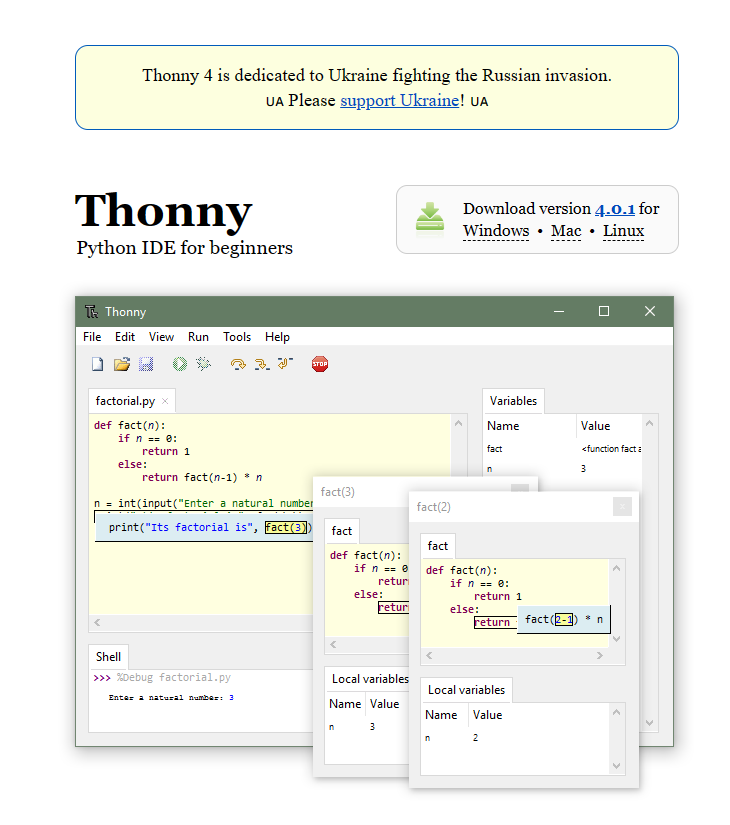 Thonny 4 is dedicated to Ukraine fighting the Russian invasion.
UA Please support Ukraine! UA
Thonny
Python IDE for beginners
Download version 4.0.1 for
Windows • Mac • Linux
Thonny
File Edit View Run Tools Help
STOP
factorial.py
def fact(n):
if n == 0:
return 1
else:
return fact(n-1) * n
n = int(input("Enter a natural number
print("Its factorial is", fact(3))
Variables
Name Value
fact <function fact a
n 3
Shell
>>> %Debug factorial.py
Enter a natural number: 3
fact(3)
fact
def fact(n):
if n == 0
return
else:
return
Local variables
Name Value
n 3
fact(2)
fact
def fact(n):
if n == 0:
return 1
else:
return fact(2-1) * n
Local variables
Name Value
n 2